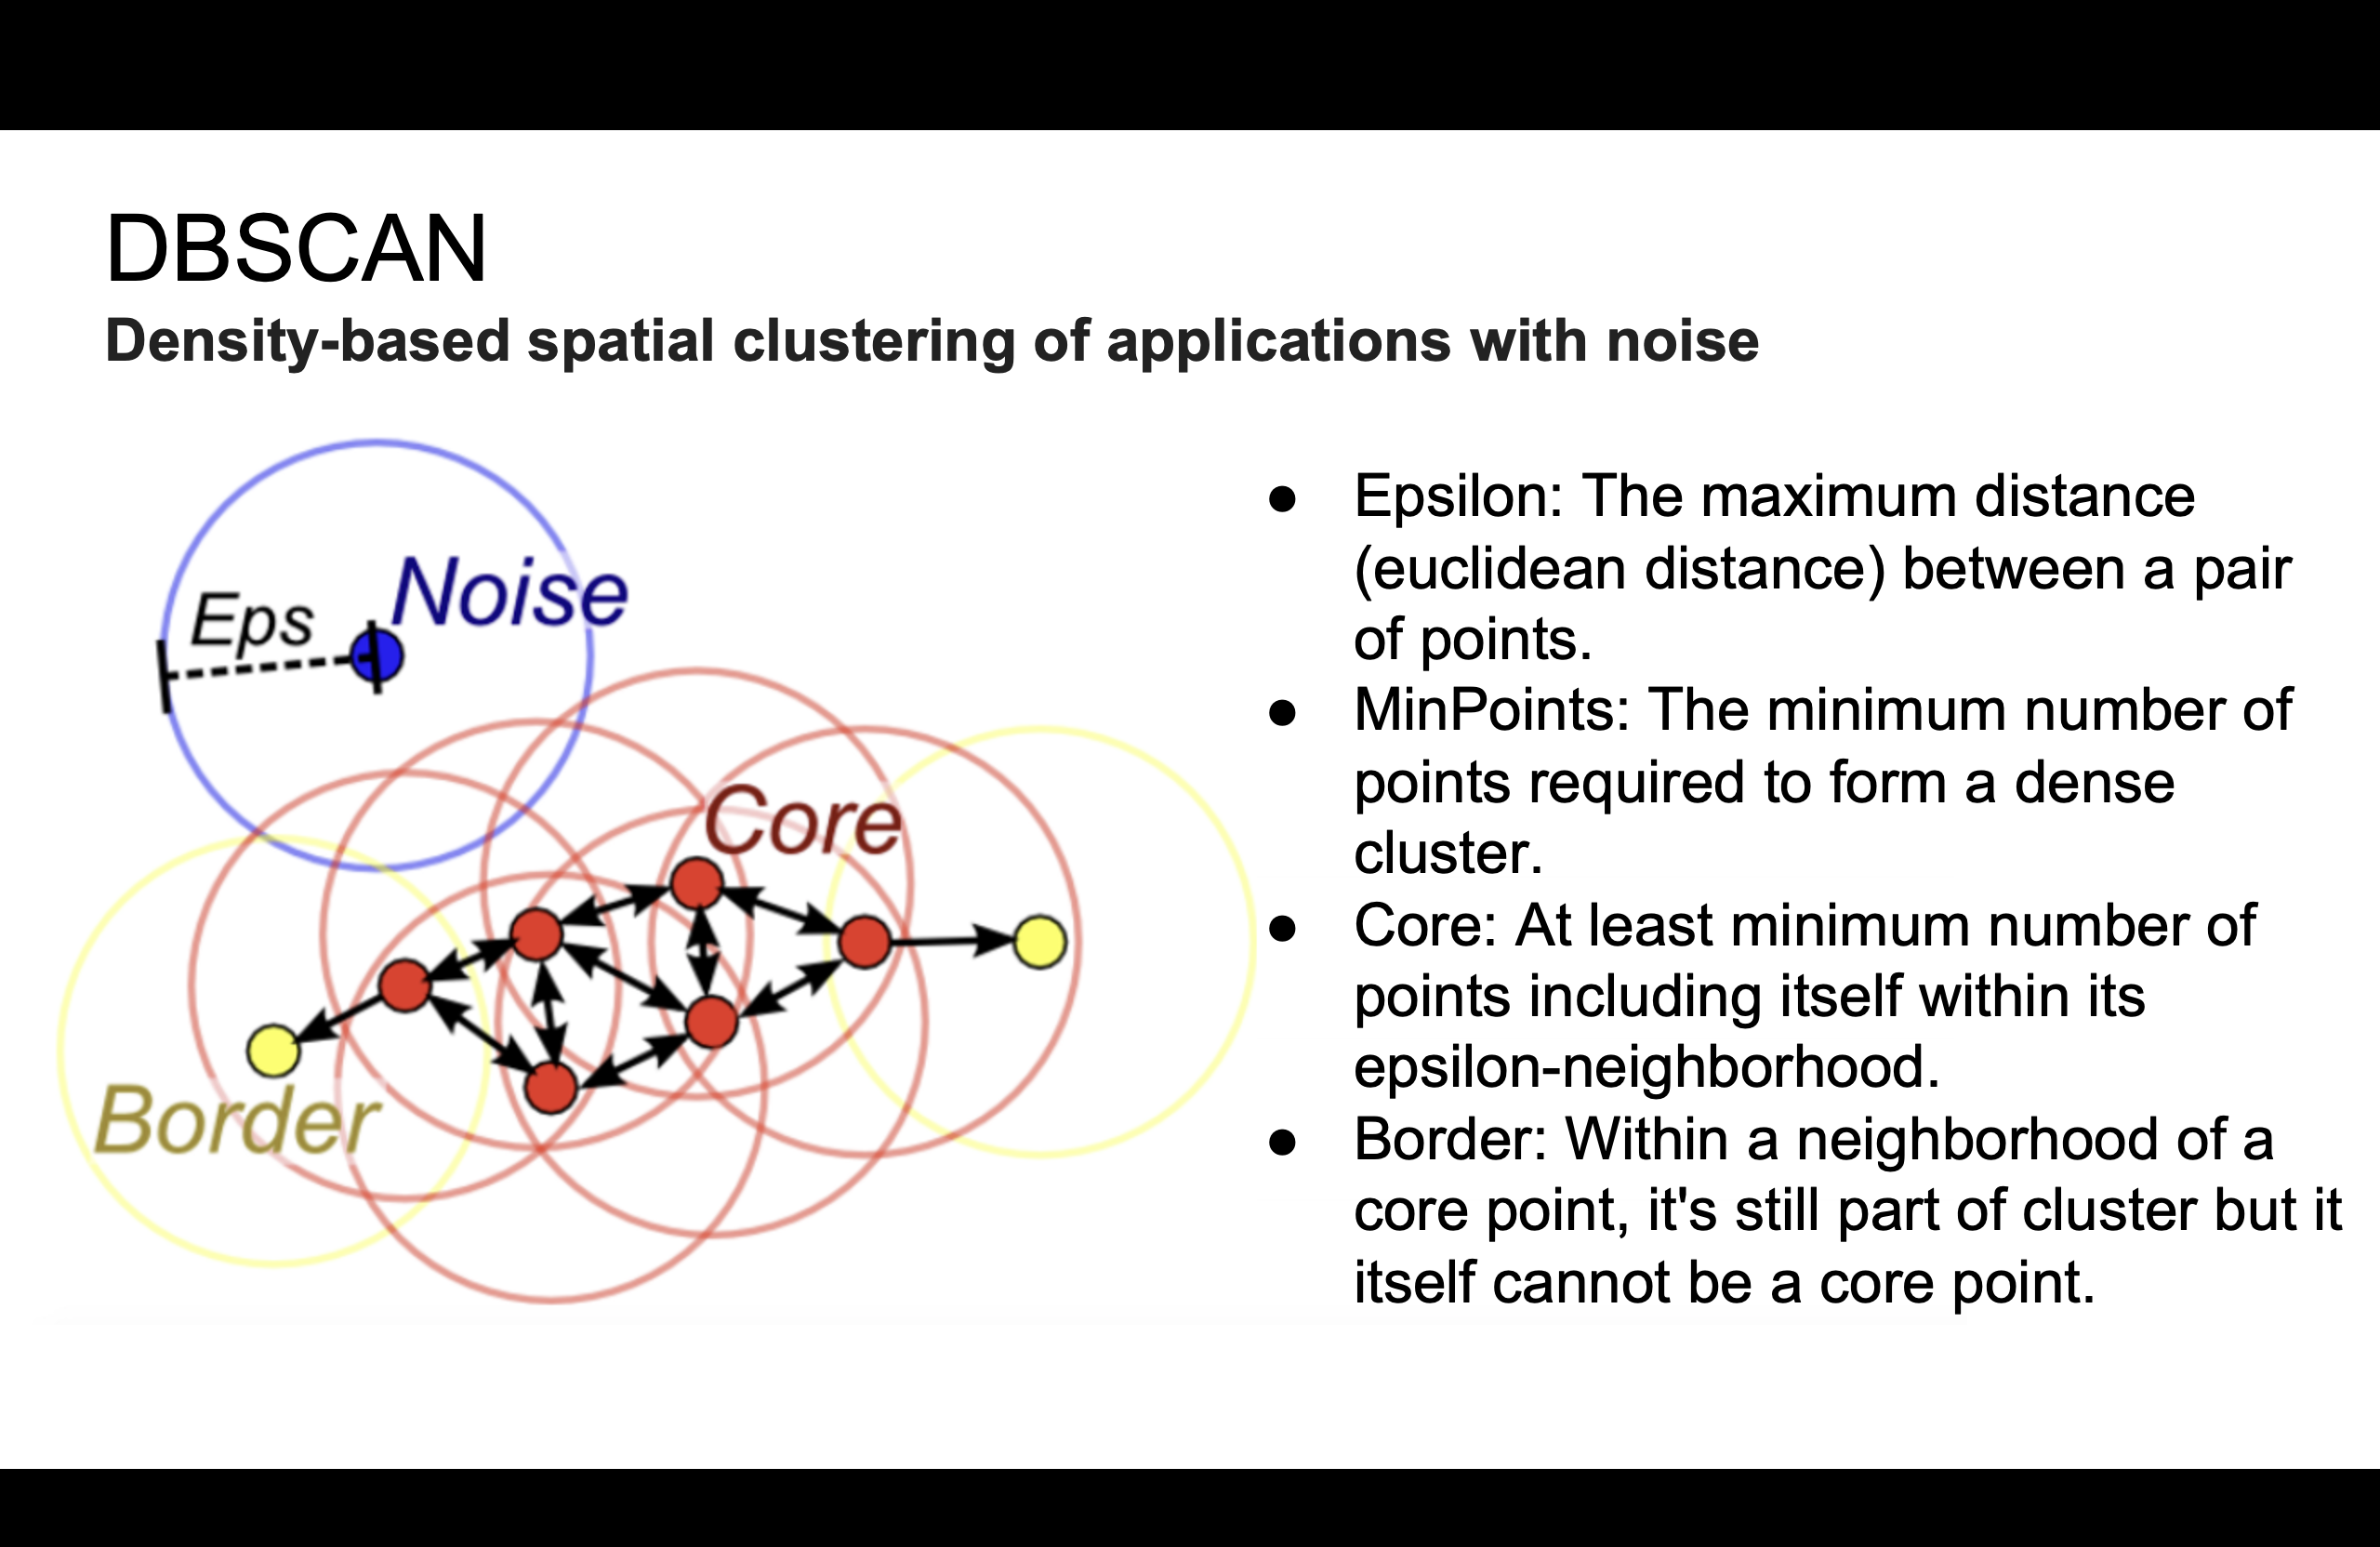 DBSCAN
Density-based spatial clustering of applications with noise
Noise
Eps
Core
Border
● Epsilon: The maximum distance
(euclidean distance) between a pair
of points.
● MinPoints: The minimum number of
points required to form a dense
cluster.
● Core: At least minimum number of
points including itself within its
epsilon-neighborhood.
● Border: Within a neighborhood of a
core point, it's still part of cluster but it
itself cannot be a core point.